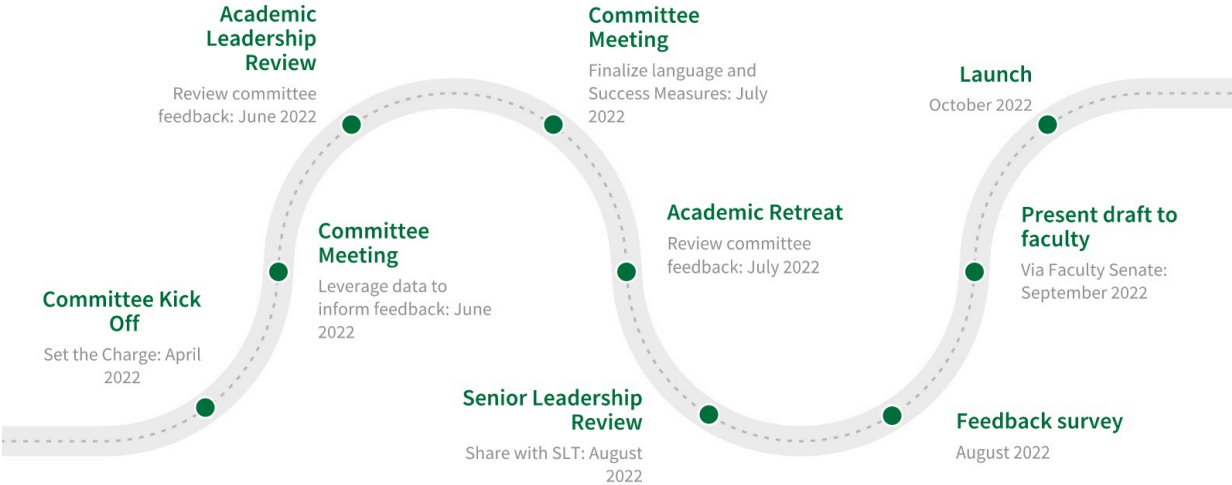 Committee Kick
Off
Set the Charge: April
2022
Committee
Meeting
Leverage data to
inform feedback: June
2022
Academic
Leadership
Review
Review committee
feedback: June 2022
Committee
Meeting
Finalize language and
Success Measures: July
2022
Academic Retreat
Review committee
feedback: July 2022
Senior Leadership
Review
Share with SLT: August
2022
Feedback survey
August 2022
Present draft to
faculty
Via Faculty Senate:
September 2022
Launch
October 2022